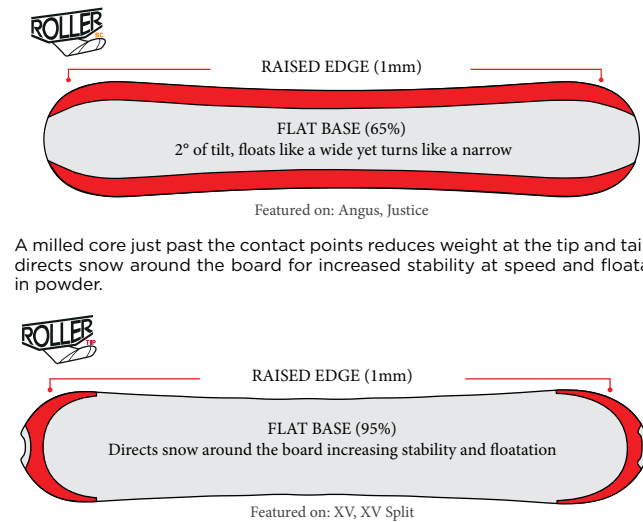 ROLLER
BC
RAISED EDGE (1mm)
FLAT BASE (65%)
2° of tilt, floats like a wide yet turns like a narrow
Featured on: Angus, Justice
A milled core just past the contact points reduces weight at the tip and
directs snow around the board for increased stability at speed and
in powder.
ROLLER
TIP
RAISED EDGE (1mm)
FLAT BASE (95%)
Directs snow around the board increasing stability and floatation
Featured on: XV, XV Split